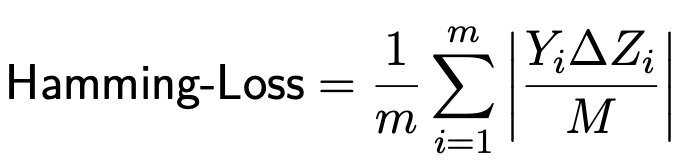 Hamming-Loss = \frac{1}{m} \sum_{i=1}^{m} \left| \frac{Y_i \Delta Z_i}{M} \right|